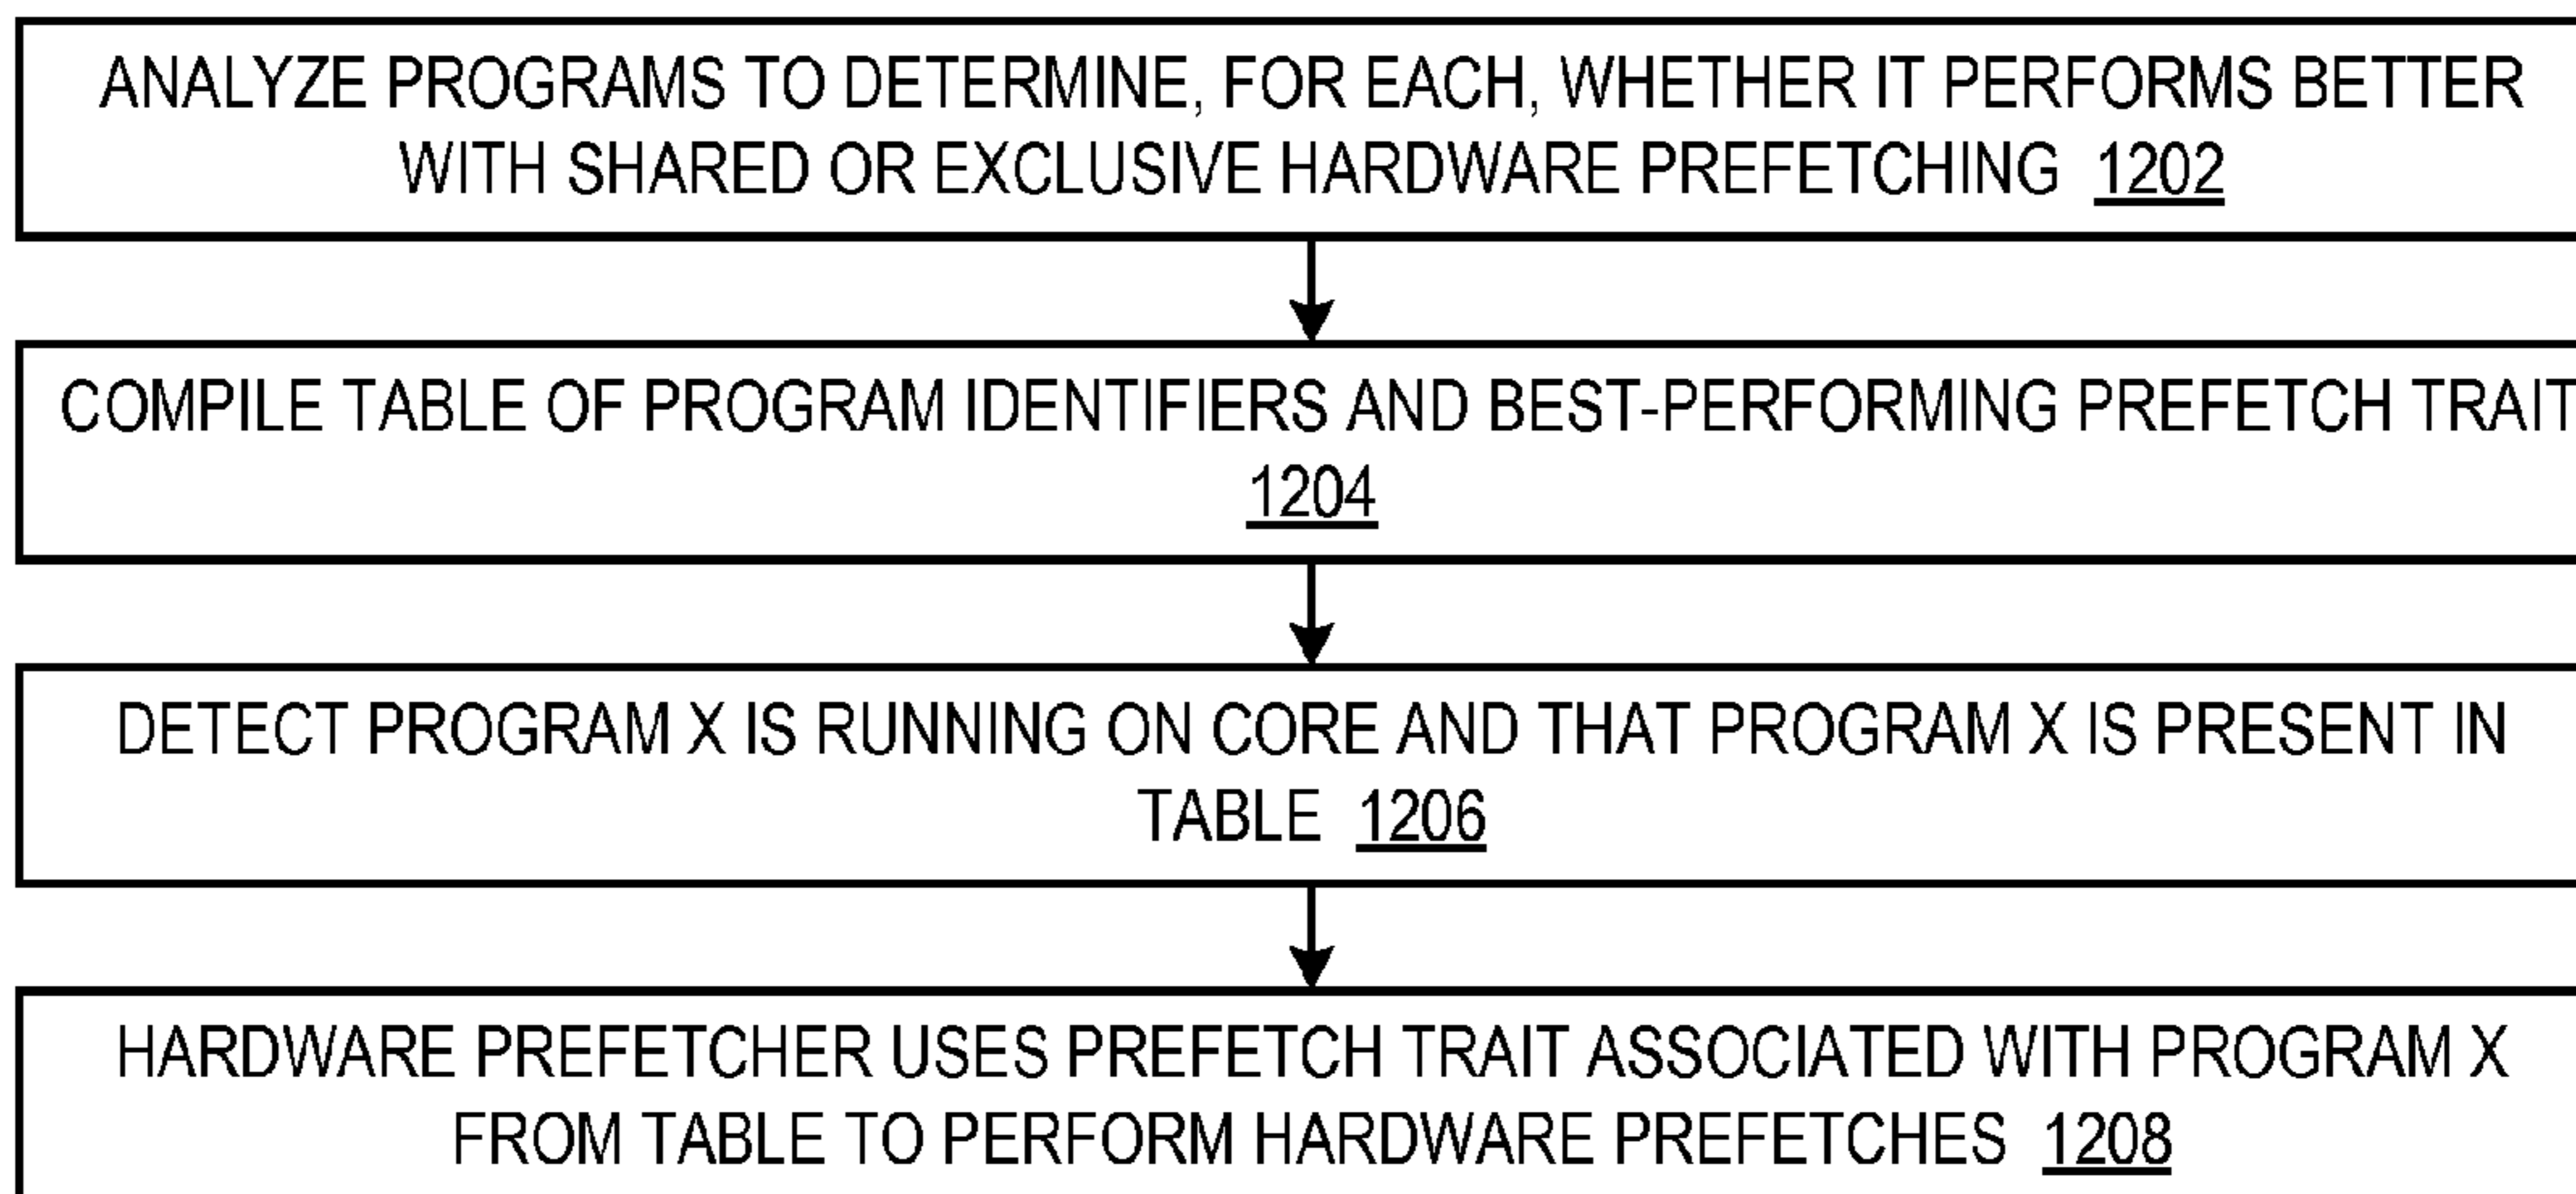 ANALYZE PROGRAMS TO DETERMINE, FOR EACH, WHETHER IT PERFORMS BETTER
WITH SHARED OR EXCLUSIVE HARDWARE PREFETCHING 1202
COMPILE TABLE OF PROGRAM IDENTIFIERS AND BEST-PERFORMING PREFETCH TRAIT
1204
DETECT PROGRAM X IS RUNNING ON CORE AND THAT PROGRAM X IS PRESENT IN
TABLE 1206
HARDWARE PREFETCHER USES PREFETCH TRAIT ASSOCIATED WITH PROGRAM X
FROM TABLE TO PERFORM HARDWARE PREFETCHES 1208